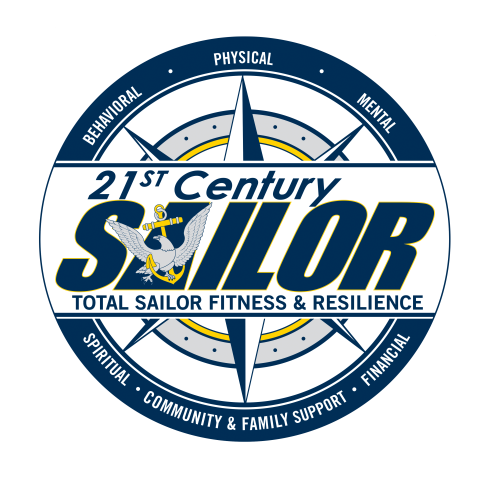 BEHAVIORAL • PHYSICAL • MENTAL
21ST Century
SAILOR
TOTAL SAILOR FITNESS & RESILIENCE
SPIRITUAL • COMMUNITY & FAMILY SUPPORT • FINANCIAL